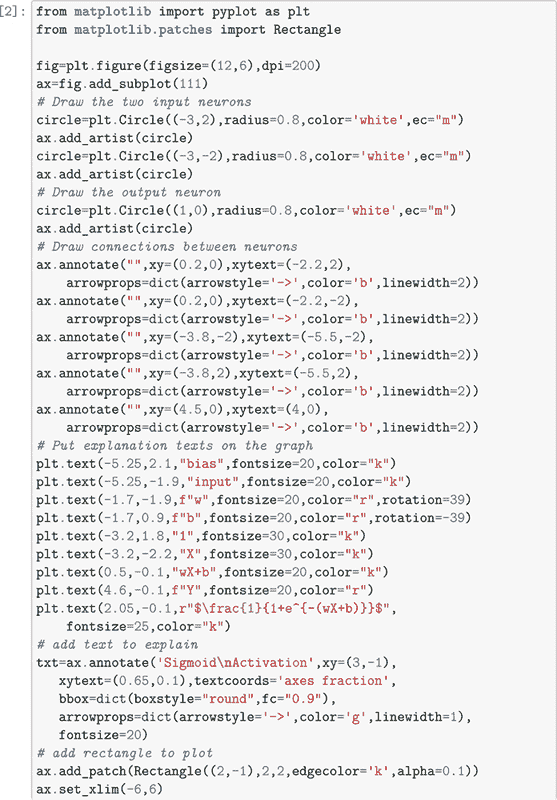 [2]: from matplotlib import pyplot as plt
from matplotlib.patches import Rectangle
fig=plt.figure(figsize=(12,6),dpi=200)
ax=fig.add_subplot(111)
# Draw the two input neurons
circle=plt.Circle((-3,2),radius=0.8,color='white',ec="m")
ax.add_artist(circle)
circle=plt.Circle((-3,-2),radius=0.8,color='white',ec="m")
ax.add_artist(circle)
# Draw the output neuron
circle=plt.Circle((1,0),radius=0.8,color='white',ec="m")
ax.add_artist(circle)
# Draw connections between neurons
ax.annotate("",xy=(0.2,0),xytext=(-2.2,2),
    arrowprops=dict(arrowstyle='->',color='b',linewidth=2))
ax.annotate("",xy=(0.2,0),xytext=(-2.2,-2),
    arrowprops=dict(arrowstyle='->',color='b',linewidth=2))
ax.annotate("",xy=(-3.8,-2),xytext=(-5.5,-2),
    arrowprops=dict(arrowstyle='->',color='b',linewidth=2))
ax.annotate("",xy=(-3.8,2),xytext=(-5.5,2),
    arrowprops=dict(arrowstyle='->',color='b',linewidth=2))
ax.annotate("",xy=(4.5,0),xytext=(4,0),
    arrowprops=dict(arrowstyle='->',color='b',linewidth=2))
# Put explanation texts on the graph
plt.text(-5.25,2.1,"bias",fontsize=20,color="k")
plt.text(-5.25,-1.9,"input",fontsize=20,color="k")
plt.text(-1.7,-1.9,f"w",fontsize=20,color="r",rotation=39)
plt.text(-1.7,0.9,f"b",fontsize=20,color="r",rotation=-39)
plt.text(-3.2,1.8,"1",fontsize=30,color="k")
plt.text(-3.2,-2.2,"X",fontsize=30,color="k")
plt.text(0.5,-0.1,"wX+b",fontsize=20,color="k")
plt.text(4.6,-0.1,f"Y",fontsize=20,color="r")
plt.text(2.05,-0.1,r"$\frac{1}{1+e^{-(wX+b)}}$",
    fontsize=25,color="k")
# add text to explain
txt=ax.annotate('Sigmoid\nActivation',xy=(3,-1),
   xytext=(0.65,0.1),textcoords='axes fraction',
   bbox=dict(boxstyle="round",fc="0.9"),
   arrowprops=dict(arrowstyle='->',color='g',linewidth=1),
   fontsize=20)
# add rectangle to plot
ax.add_patch(Rectangle((2,-1),2,2,edgecolor='k',alpha=0.1))
ax.set_xlim(-6,6)